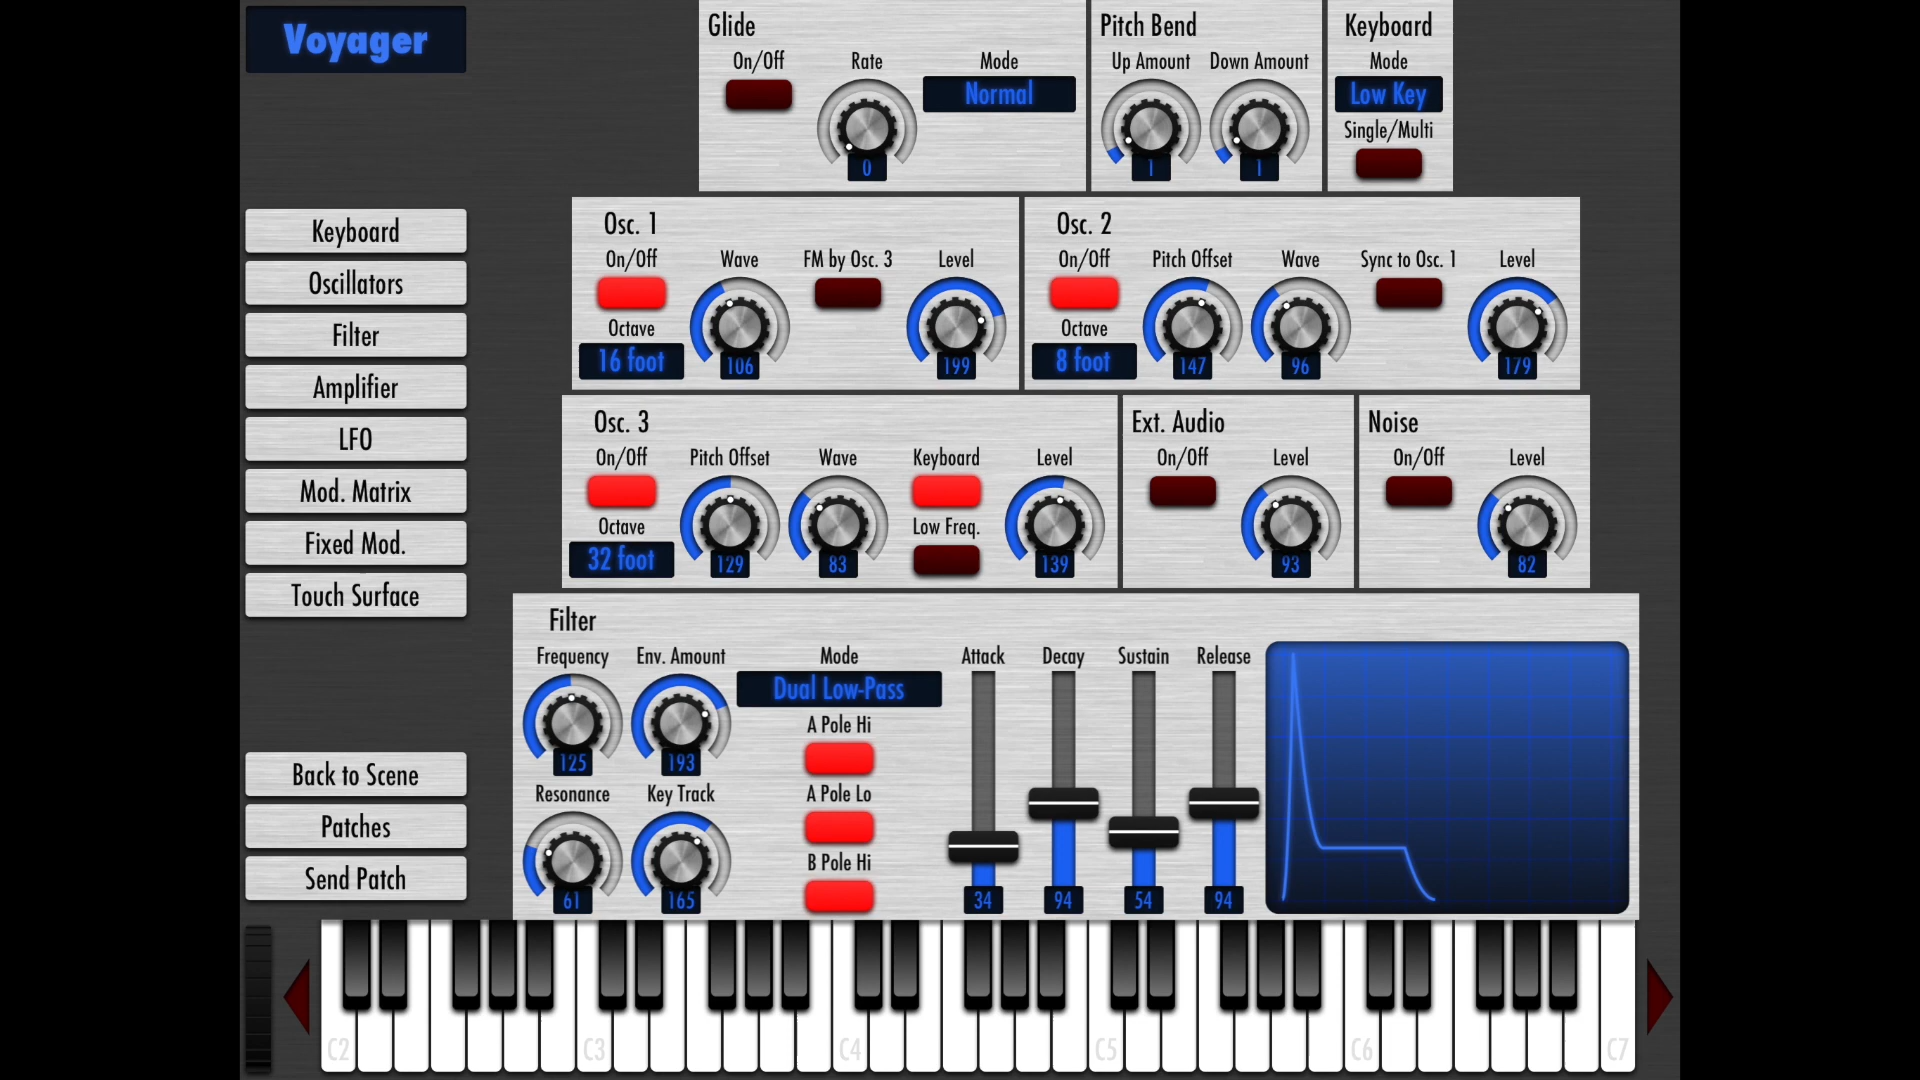 Voyager
Glide
On/Off Rate Mode
Normal
0
Pitch Bend
Up Amount Down Amount
1 1
Keyboard
Mode
Low Key
Single/Multi
Keyboard
Oscillators
Filter
Amplifier
LFO
Mod. Matrix
Fixed Mod.
Touch Surface
Back to Scene
Patches
Send Patch
Osc. 1
On/Off Wave FM by Osc. 3 Level
Octave
16 foot 106 199
Osc. 2
On/Off Pitch Offset Wave Sync to Osc. 1 Level
Octave
8 foot 147 96 179
Osc. 3
On/Off Pitch Offset Wave Keyboard Level
Octave Low Freq.
32 foot 129 83 139
Ext. Audio
On/Off Level
93
Noise
On/Off Level
82
Filter
Frequency Env. Amount Mode Attack Decay Sustain Release
Dual Low-Pass
A Pole Hi
125 193
Resonance Key Track A Pole Lo
B Pole Hi
61 165 34 94 54 94
C2 C3 C4 C5 C6 C7